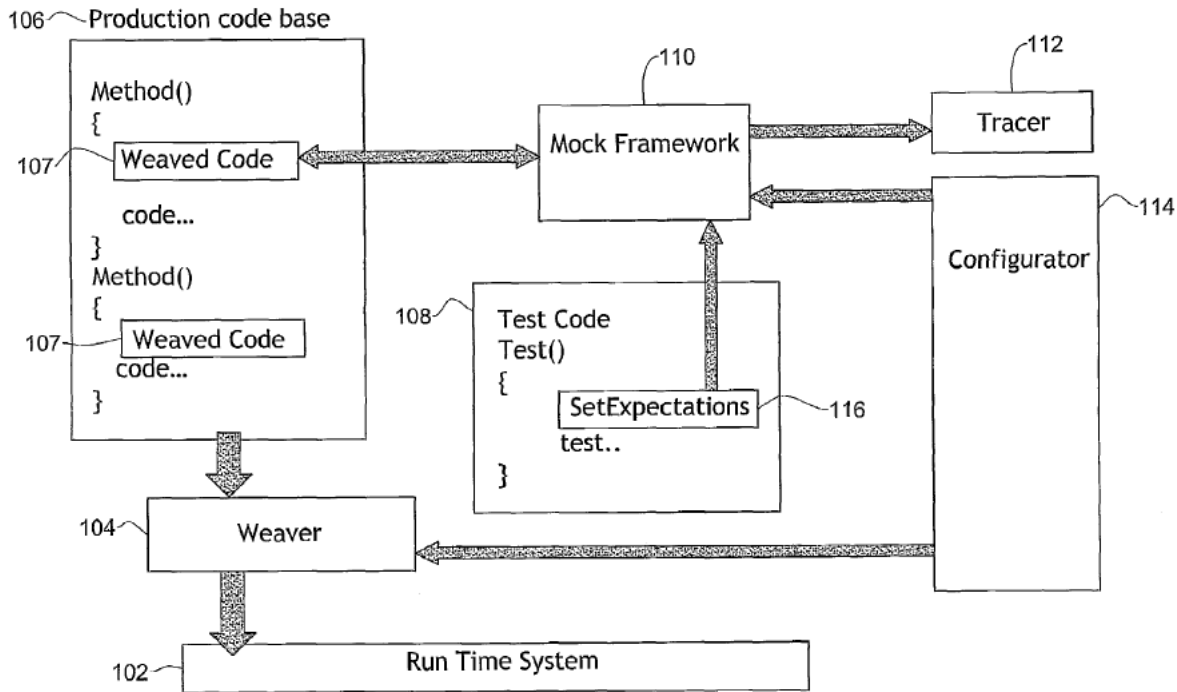 106 Production code base
Method()
{
107 Weaved Code
code...
}
Method()
{
107 Weaved Code
code...
}
110
Mock Framework
112
Tracer
114
Configurator
108
Test Code
Test()
{
SetExpectations 116
test..
}
104 Weaver
102 Run Time System